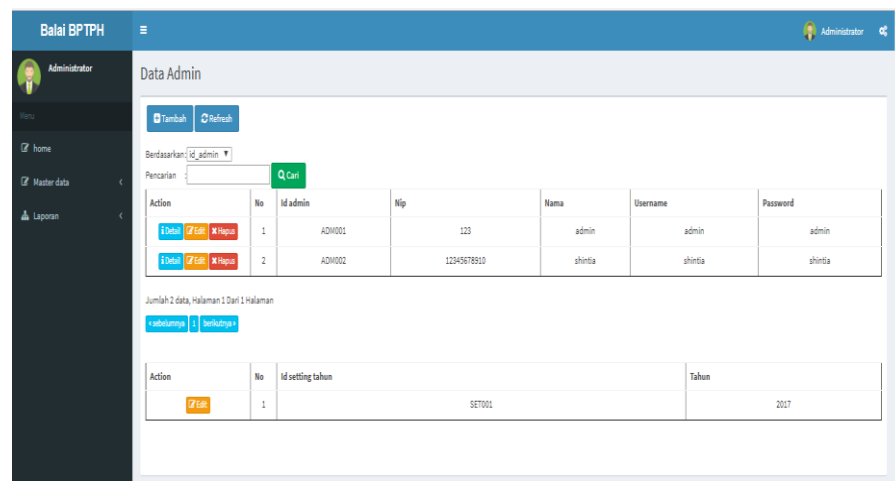 Balai BPTPH
Administrator
Administrator
Data Admin
Menu
Tambah Refresh
home
Berdasarkan: id_admin
Pencarian : Cari
Master data
Action No Id admin Nip Nama Username Password
Laporan
Detail Edit Hapus 1 ADM001 123 admin admin admin
Detail Edit Hapus 2 ADM002 12345678910 shintia shintia shintia
Jumlah 2 data, Halaman 1 Dari 1 Halaman
« sebelumnya 1 berikutnya »
Action No Id setting tahun Tahun
Edit 1 SET001 2017